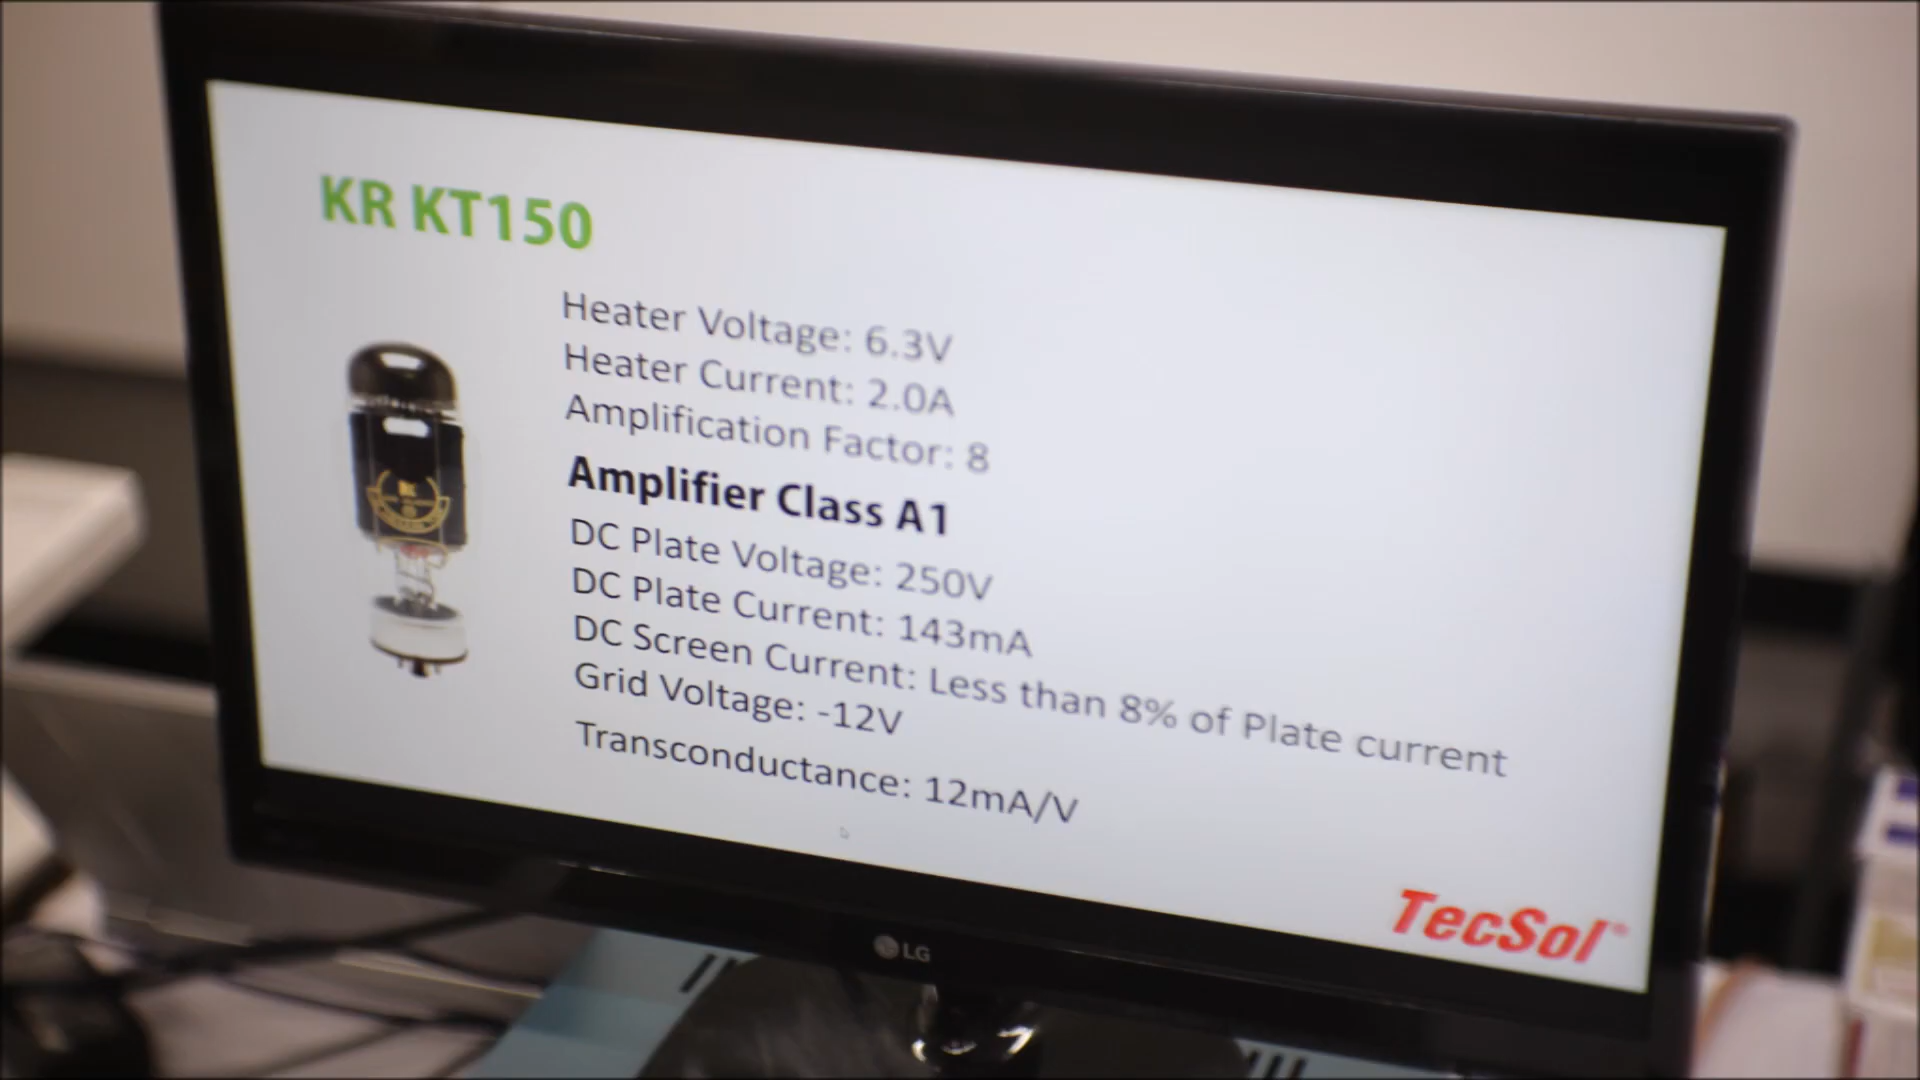 KR KT150
Heater Voltage: 6.3V
Heater Current: 2.0A
Amplification Factor: 8
Amplifier Class A1
DC Plate Voltage: 250V
DC Plate Current: 143mA
DC Screen Current: Less than 8% of Plate current
Grid Voltage: -12V
Transconductance: 12mA/V
TecSol®
LG